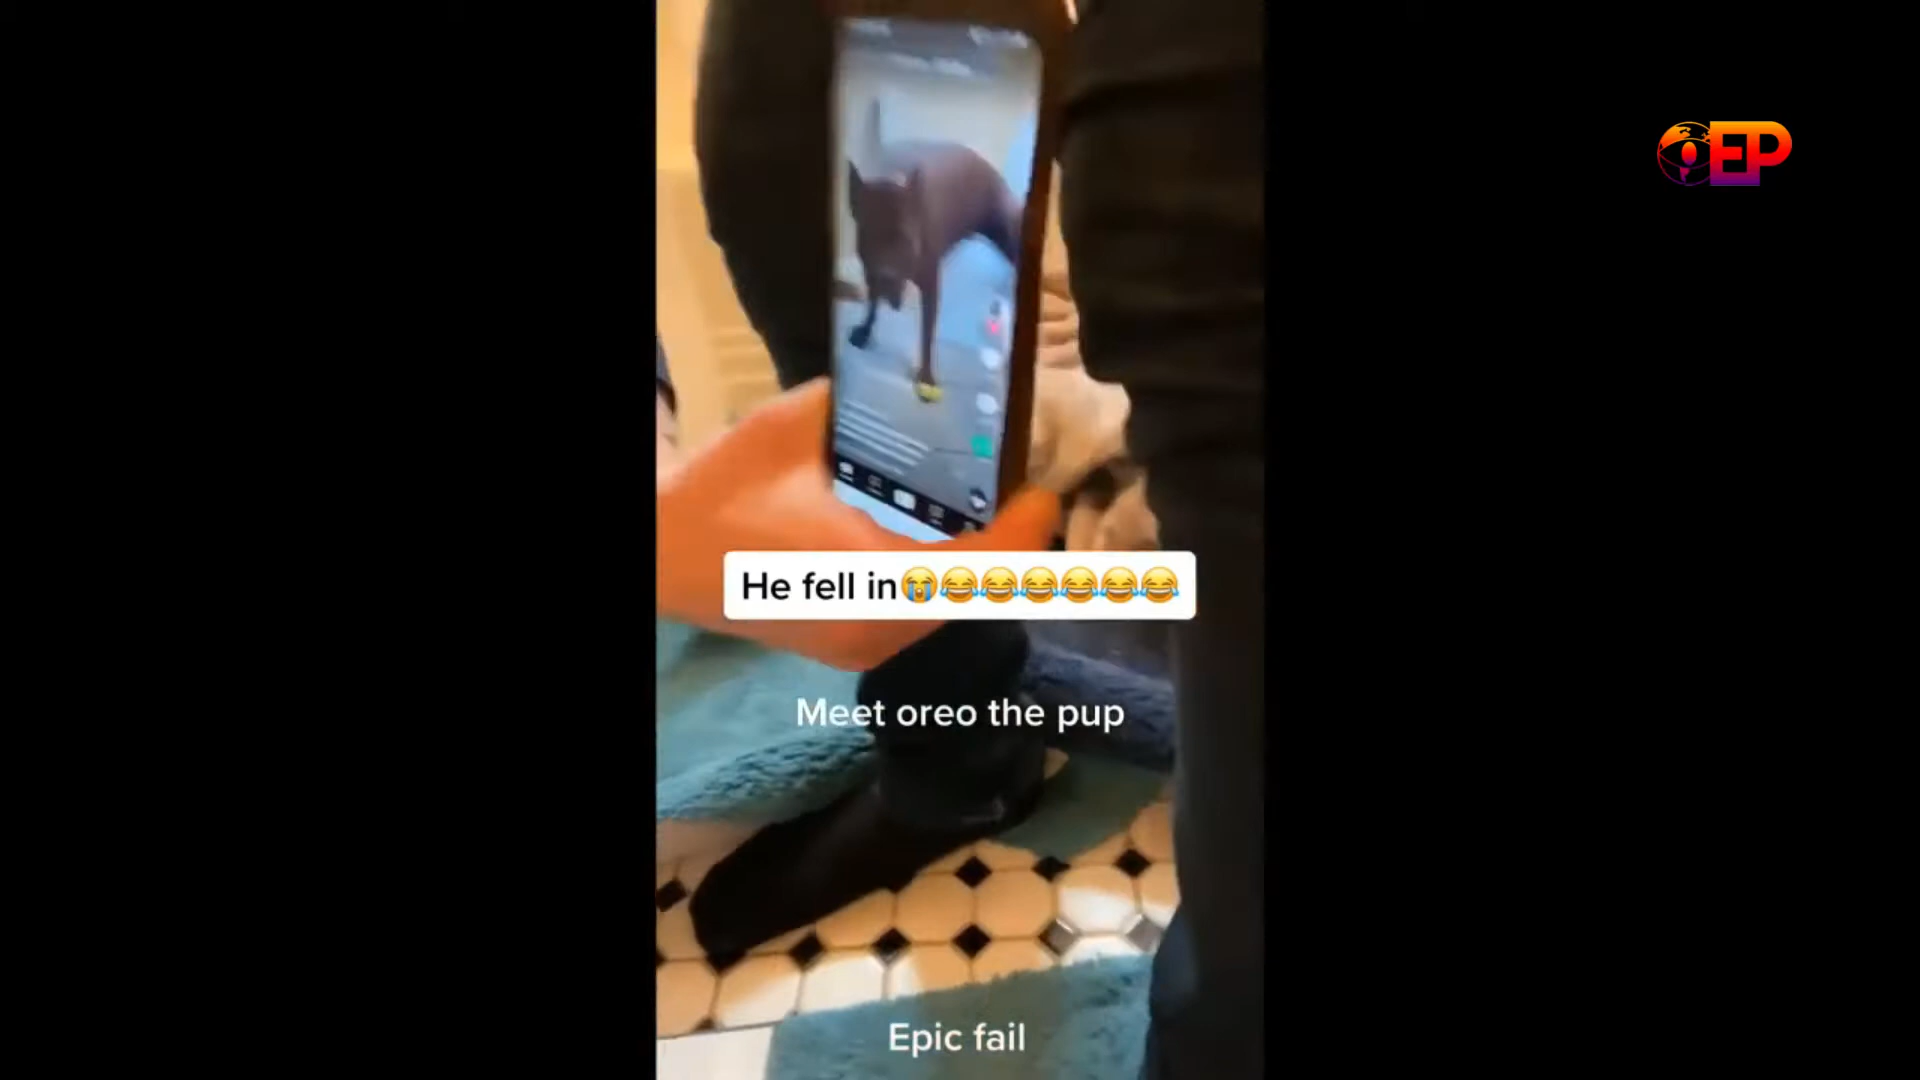 EP
He fell in😭😂😂😂😂😂😂
Meet oreo the pup
Epic fail